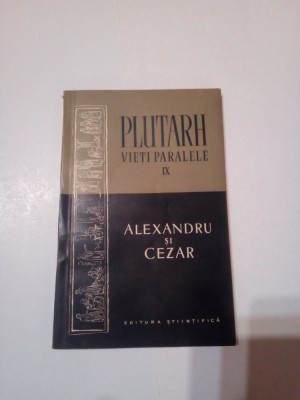 PLUTARH
VIEȚI PARALELE
IX
ALEXANDRU
ȘI
CEZAR
EDITURA ȘTIINȚIFICĂ